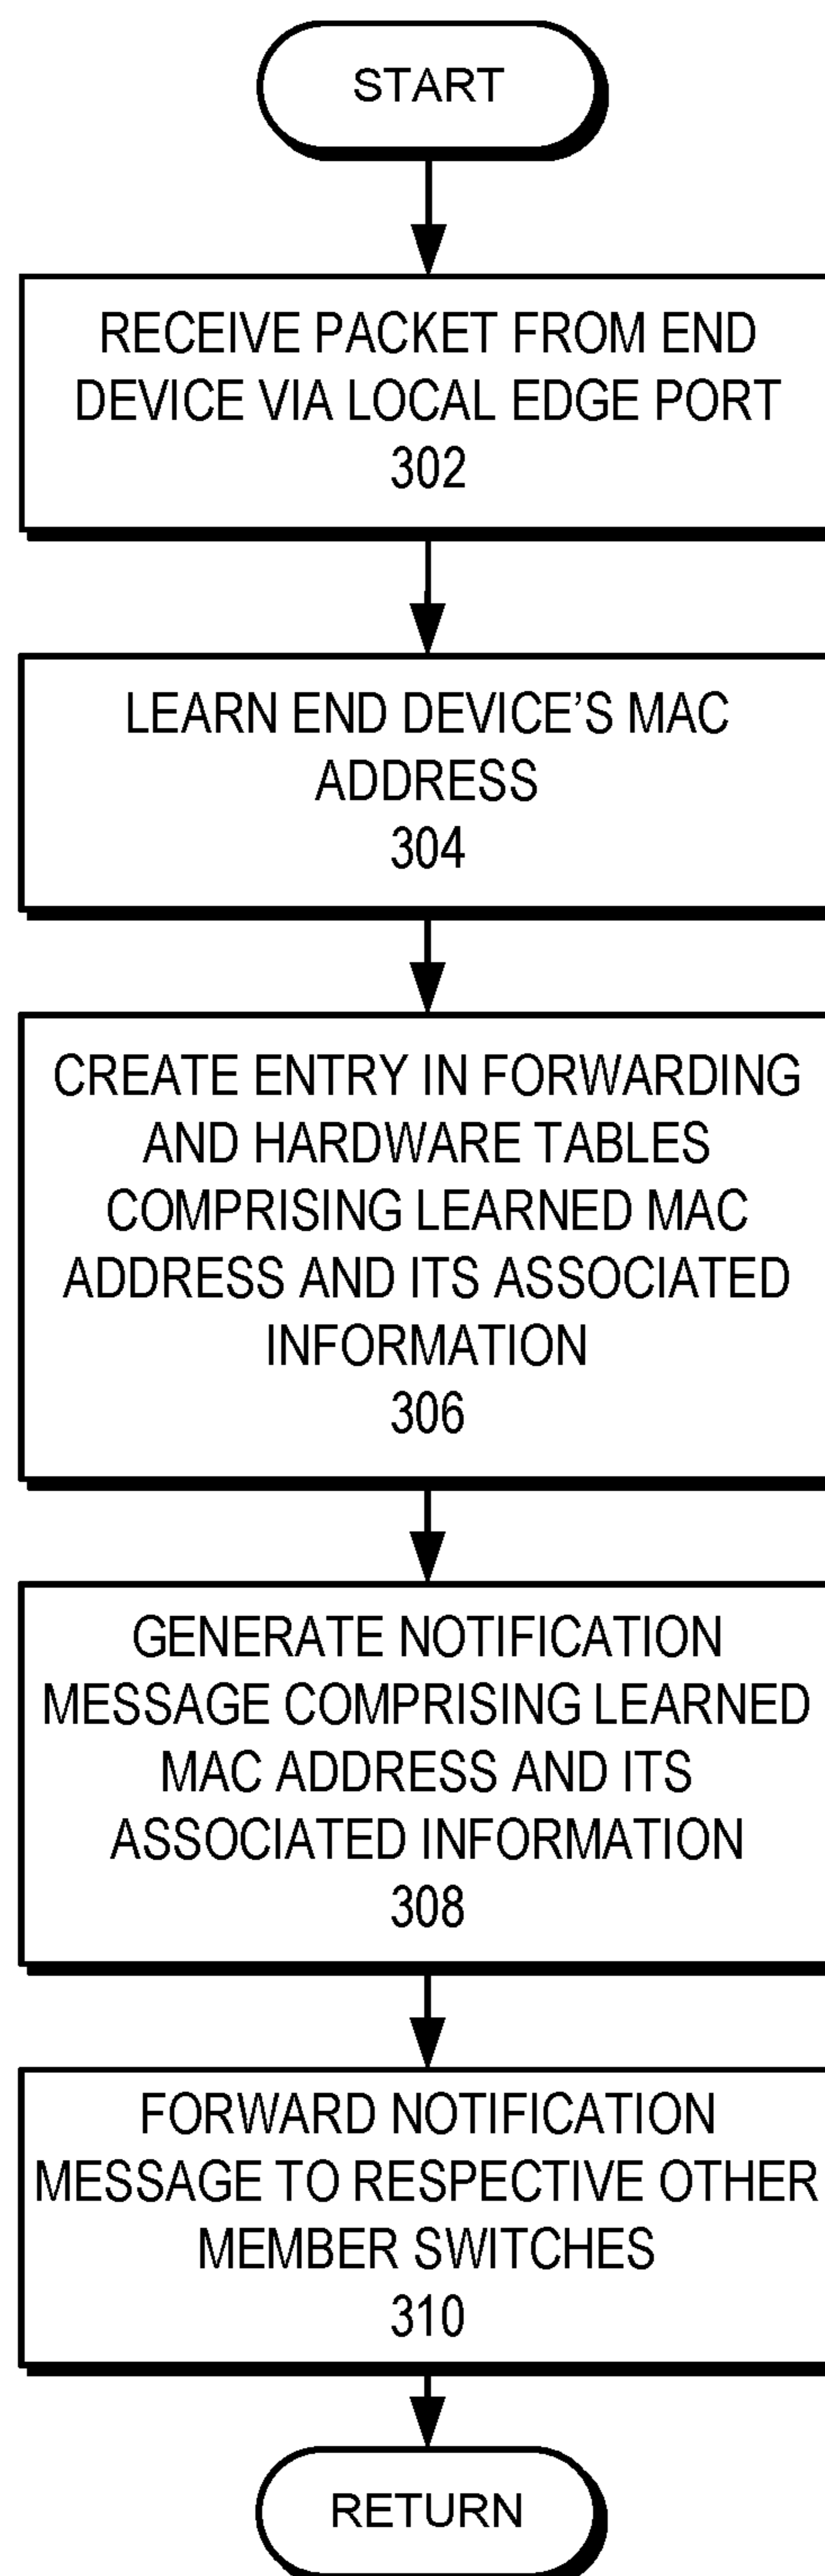 START
RECEIVE PACKET FROM END
DEVICE VIA LOCAL EDGE PORT
302
LEARN END DEVICE’S MAC
ADDRESS
304
CREATE ENTRY IN FORWARDING
AND HARDWARE TABLES
COMPRISING LEARNED MAC
ADDRESS AND ITS ASSOCIATED
INFORMATION
306
GENERATE NOTIFICATION
MESSAGE COMPRISING LEARNED
MAC ADDRESS AND ITS
ASSOCIATED INFORMATION
308
FORWARD NOTIFICATION
MESSAGE TO RESPECTIVE OTHER
MEMBER SWITCHES
310
RETURN